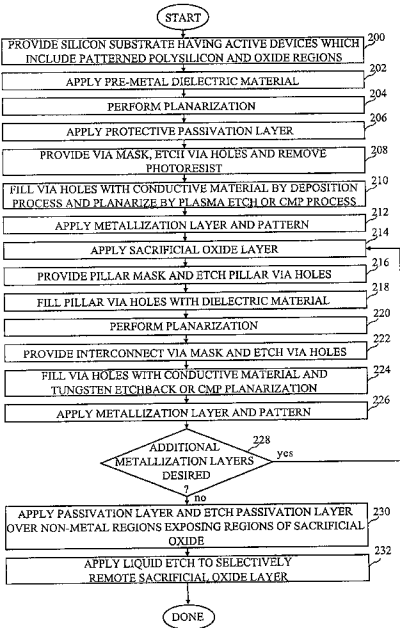 START
200
PROVIDE SILICON SUBSTRATE HAVING ACTIVE DEVICES WHICH
INCLUDE PATTERNED POLYSILICON AND OXIDE REGIONS
202
APPLY PRE-METAL DIELECTRIC MATERIAL
204
PERFORM PLANARIZATION
206
APPLY PROTECTIVE PASSIVATION LAYER
208
PROVIDE VIA MASK, ETCH VIA HOLES AND REMOVE
PHOTORESIST
210
FILL VIA HOLES WITH CONDUCTIVE MATERIAL BY DEPOSITION
PROCESS AND PLANARIZE BY PLASMA ETCH OR CMP PROCESS
212
APPLY METALLIZATION LAYER AND PATTERN
214
APPLY SACRIFICIAL OXIDE LAYER
216
PROVIDE PILLAR MASK AND ETCH PILLAR VIA HOLES
218
FILL PILLAR VIA HOLES WITH DIELECTRIC MATERIAL
220
PERFORM PLANARIZATION
222
PROVIDE INTERCONNECT VIA MASK AND ETCH VIA HOLES
224
FILL VIA HOLES WITH CONDUCTIVE MATERIAL AND
TUNGSTEN ETCHBACK OR CMP PLANARIZATION
226
APPLY METALLIZATION LAYER AND PATTERN
228
ADDITIONAL
METALLIZATION LAYERS
DESIRED
?
yes
no
230
APPLY PASSIVATION LAYER AND ETCH PASSIVATION LAYER
OVER NON-METAL REGIONS EXPOSING REGIONS OF SACRIFICIAL
OXIDE
232
APPLY LIQUID ETCH TO SELECTIVELY
REMOTE SACRIFICIAL OXIDE LAYER
DONE